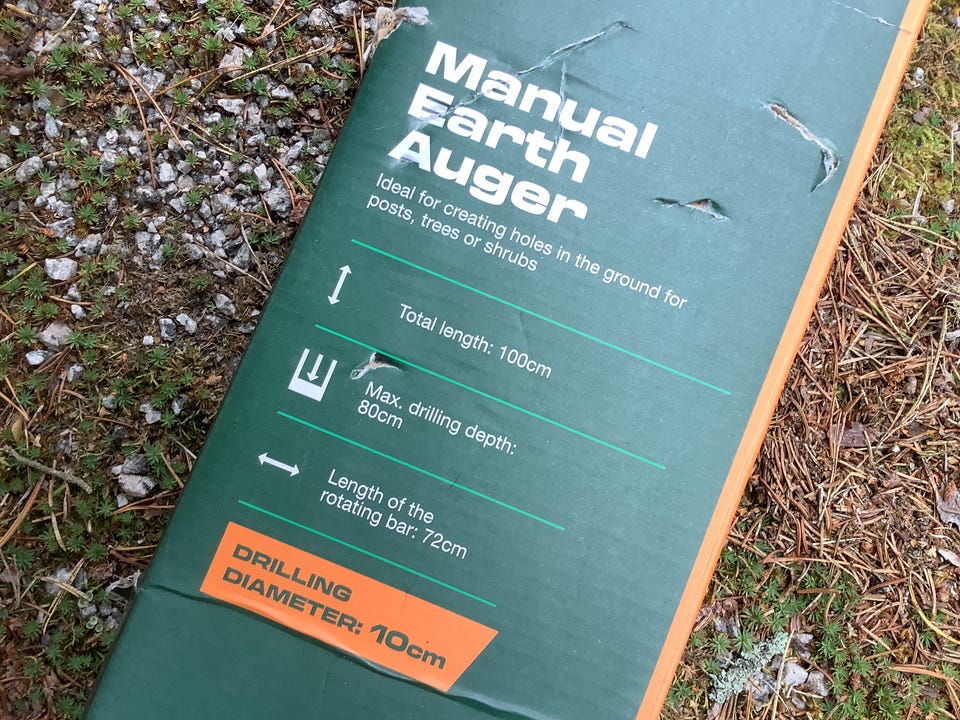 Manual
Earth
Auger
Ideal for creating holes in the ground for
posts, trees or shrubs
Total length: 100cm
Max. drilling depth:
80cm
Length of the
rotating bar: 72cm
DRILLING
DIAMETER: 10cm